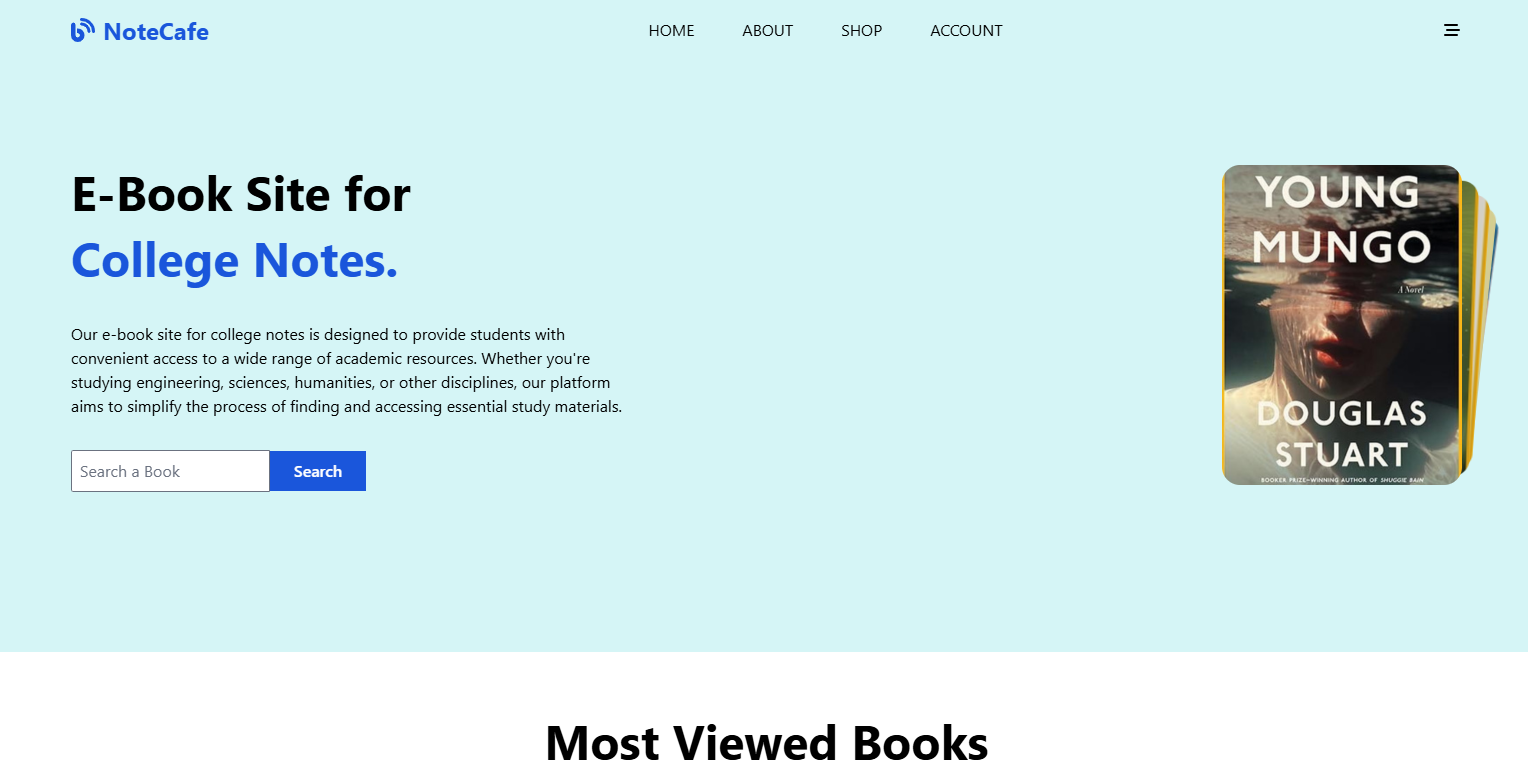 NoteCafe
HOME ABOUT SHOP ACCOUNT
E-Book Site for
College Notes.
Our e-book site for college notes is designed to provide students with
convenient access to a wide range of academic resources. Whether you're
studying engineering, sciences, humanities, or other disciplines, our platform
aims to simplify the process of finding and accessing essential study materials.
Search a Book Search
YOUNG
MUNGO
A Novel
DOUGLAS
STUART
BOOKER PRIZE–WINNING AUTHOR OF SHUGGIE BAIN
Most Viewed Books